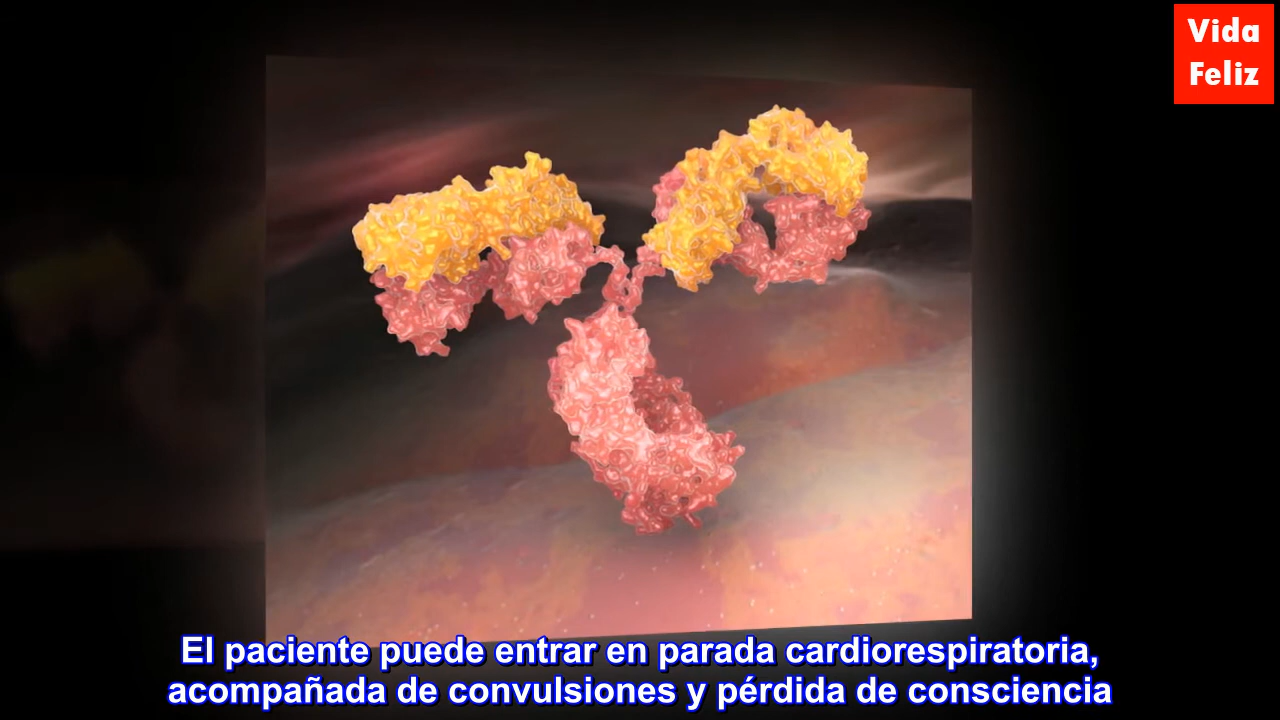 Vida
Feliz
El paciente puede entrar en parada cardiorespiratoria,
acompañada de convulsiones y pérdida de consciencia